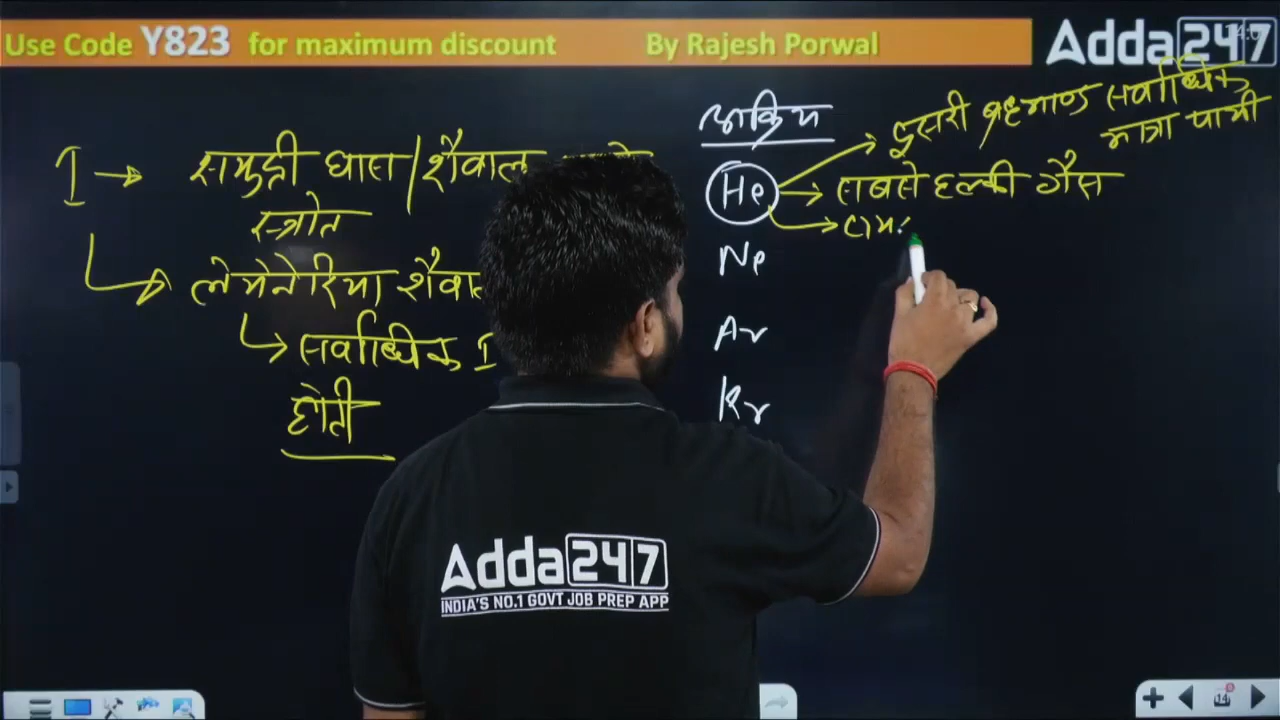 Use Code Y823 for maximum discount By Rajesh Porwal
Adda247
I → समुद्री घास/शैवाल
स्त्रोत
लेमेनेरिया शैवाल
सर्वाधिक I
होती
अक्रिय
He → दुसरी ब्रह्माण्ड सर्वाधिक
मात्रा पायी
→ सबसे हल्की गैस
→
Ne
Ar
Kr
Adda247
INDIA'S NO.1 GOVT JOB PREP APP
14